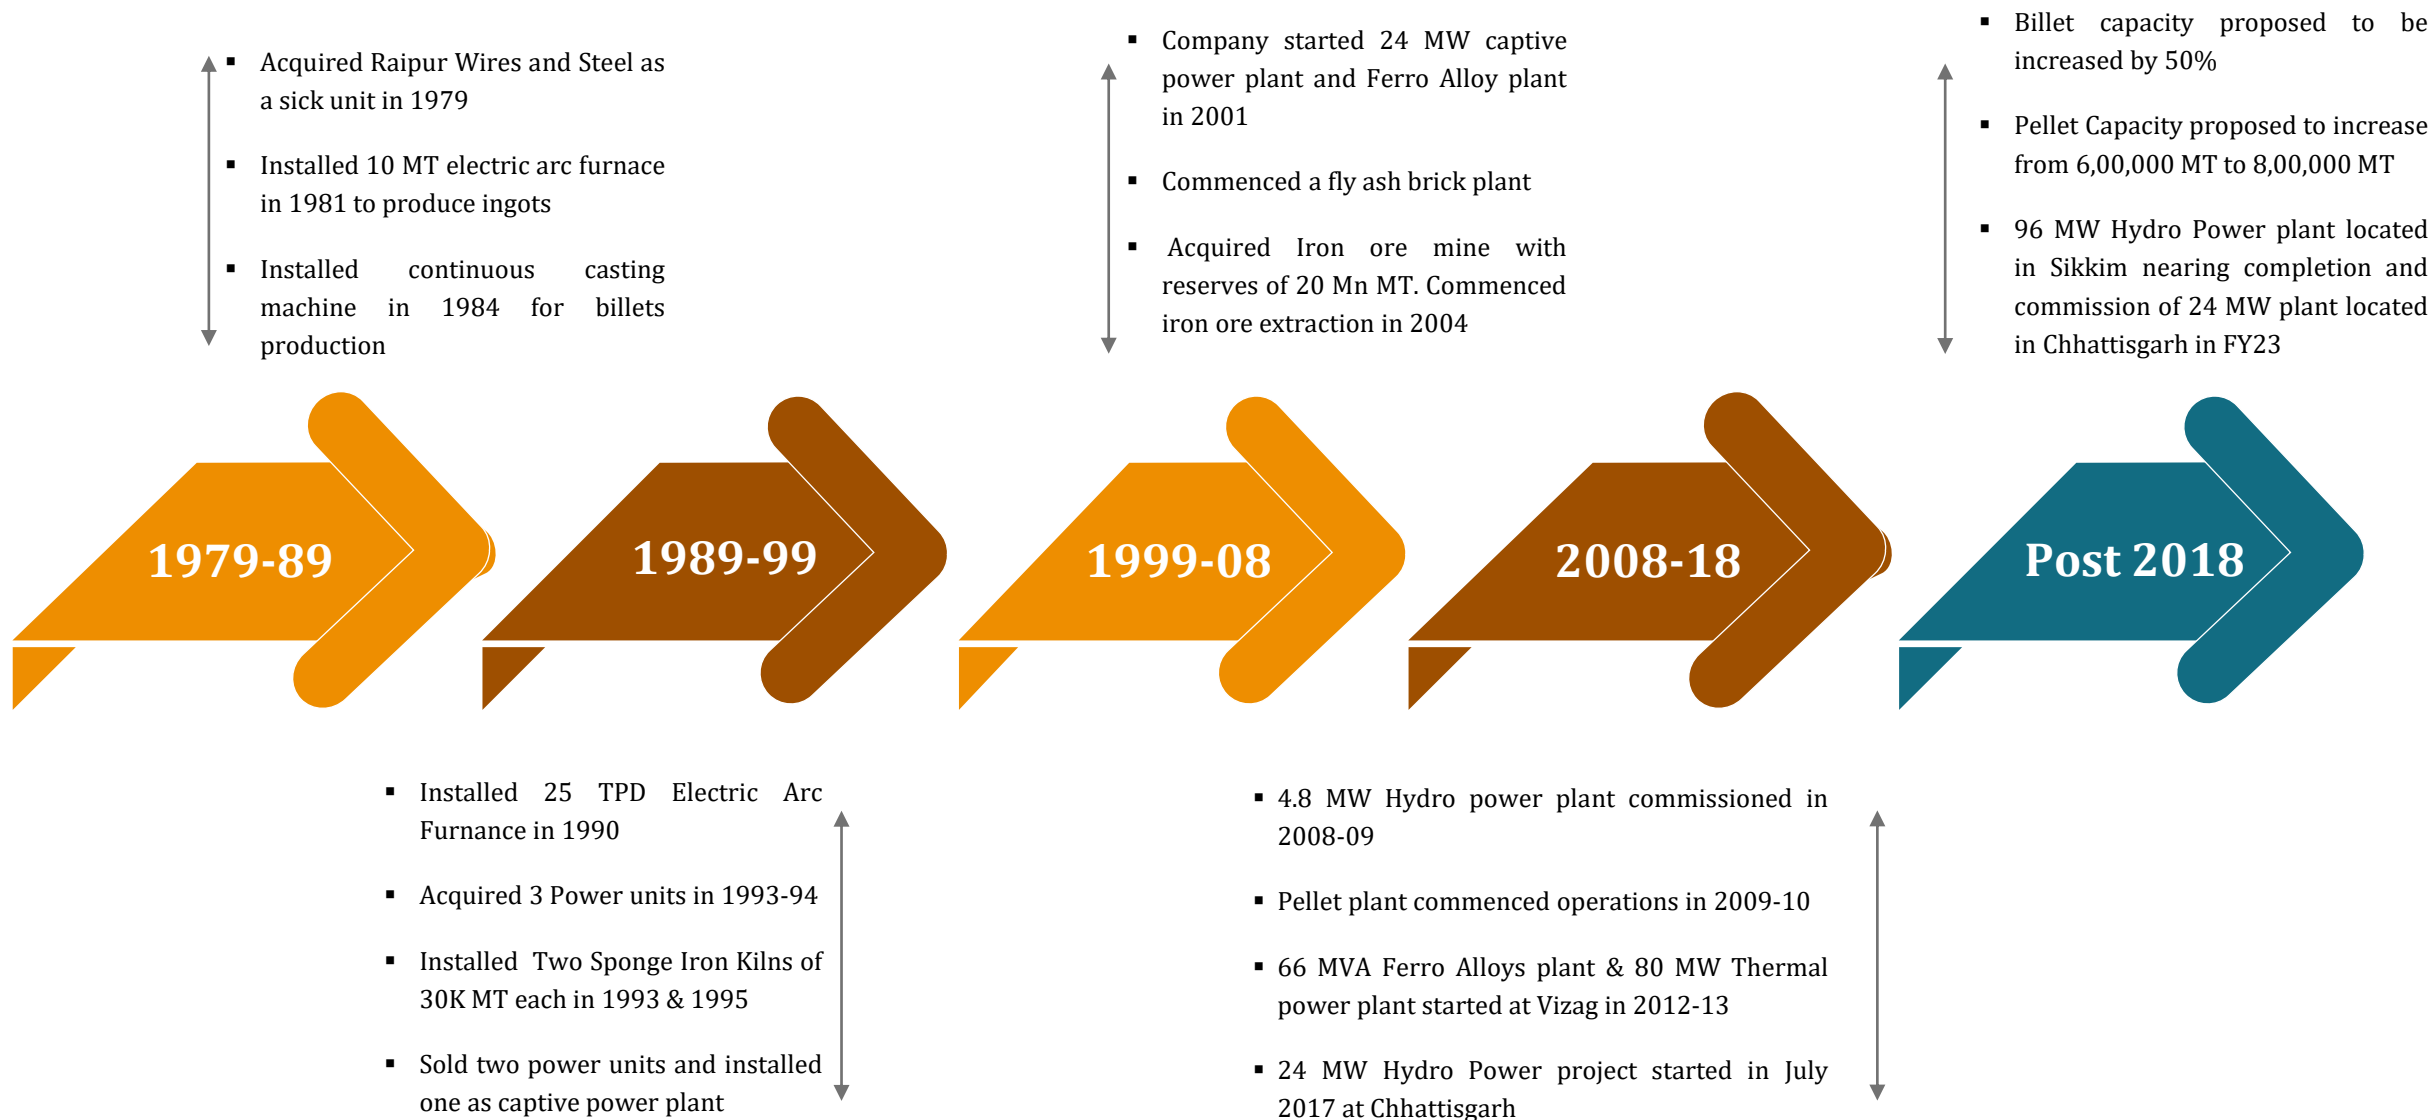 ▪ Acquired Raipur Wires and Steel as
a sick unit in 1979
▪ Installed 10 MT electric arc furnace
in 1981 to produce ingots
▪ Installed continuous casting
machine in 1984 for billets
production
▪ Company started 24 MW captive
power plant and Ferro Alloy plant
in 2001
▪ Commenced a fly ash brick plant
▪ Acquired Iron ore mine with
reserves of 20 Mn MT. Commenced
iron ore extraction in 2004
▪ Billet capacity proposed to be
increased by 50%
▪ Pellet Capacity proposed to increase
from 6,00,000 MT to 8,00,000 MT
▪ 96 MW Hydro Power plant located
in Sikkim nearing completion and
commission of 24 MW plant located
in Chhattisgarh in FY23
1979-89
1989-99
1999-08
2008-18
Post 2018
▪ Installed 25 TPD Electric Arc
Furnance in 1990
▪ Acquired 3 Power units in 1993-94
▪ Installed Two Sponge Iron Kilns of
30K MT each in 1993 & 1995
▪ Sold two power units and installed
one as captive power plant
▪ 4.8 MW Hydro power plant commissioned in
2008-09
▪ Pellet plant commenced operations in 2009-10
▪ 66 MVA Ferro Alloys plant & 80 MW Thermal
power plant started at Vizag in 2012-13
▪ 24 MW Hydro Power project started in July
2017 at Chhattisgarh